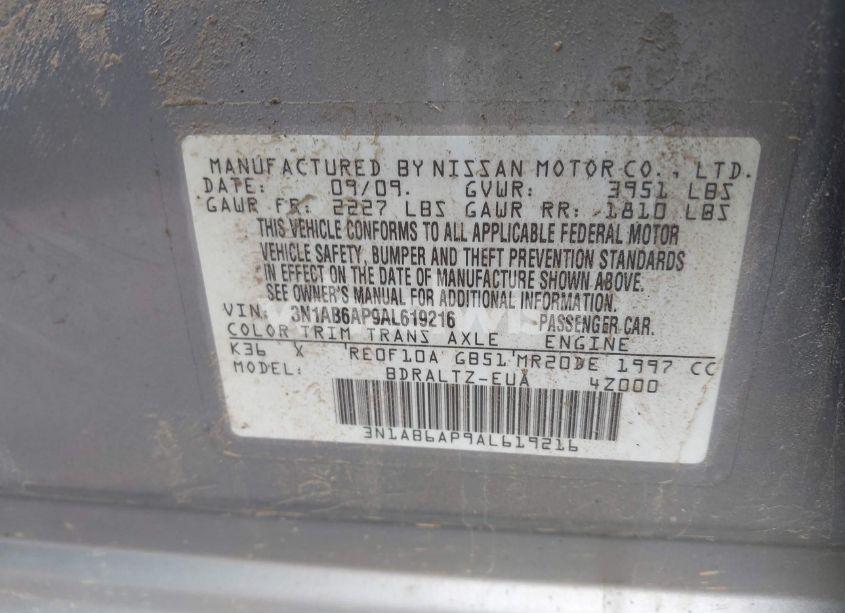 MANUFACTURED BY NISSAN MOTOR CO., LTD.
DATE: 09/09. GVWR: 3951 LBS
GAWR FR: 2227 LBS GAWR RR: 1810 LBS
THIS VEHICLE CONFORMS TO ALL APPLICABLE FEDERAL MOTOR
VEHICLE SAFETY, BUMPER AND THEFT PREVENTION STANDARDS
IN EFFECT ON THE DATE OF MANUFACTURE SHOWN ABOVE.
SEE OWNER'S MANUAL FOR ADDITIONAL INFORMATION.
VIN: 3N1AB6AP9AL619216 PASSENGER CAR.
COLOR TRIM TRANS AXLE ENGINE
K36 X RE0F10A GB51 MR20DE 1997 CC
MODEL: BDRALTZ-EUA 4Z000
3N1AB6AP9AL619216